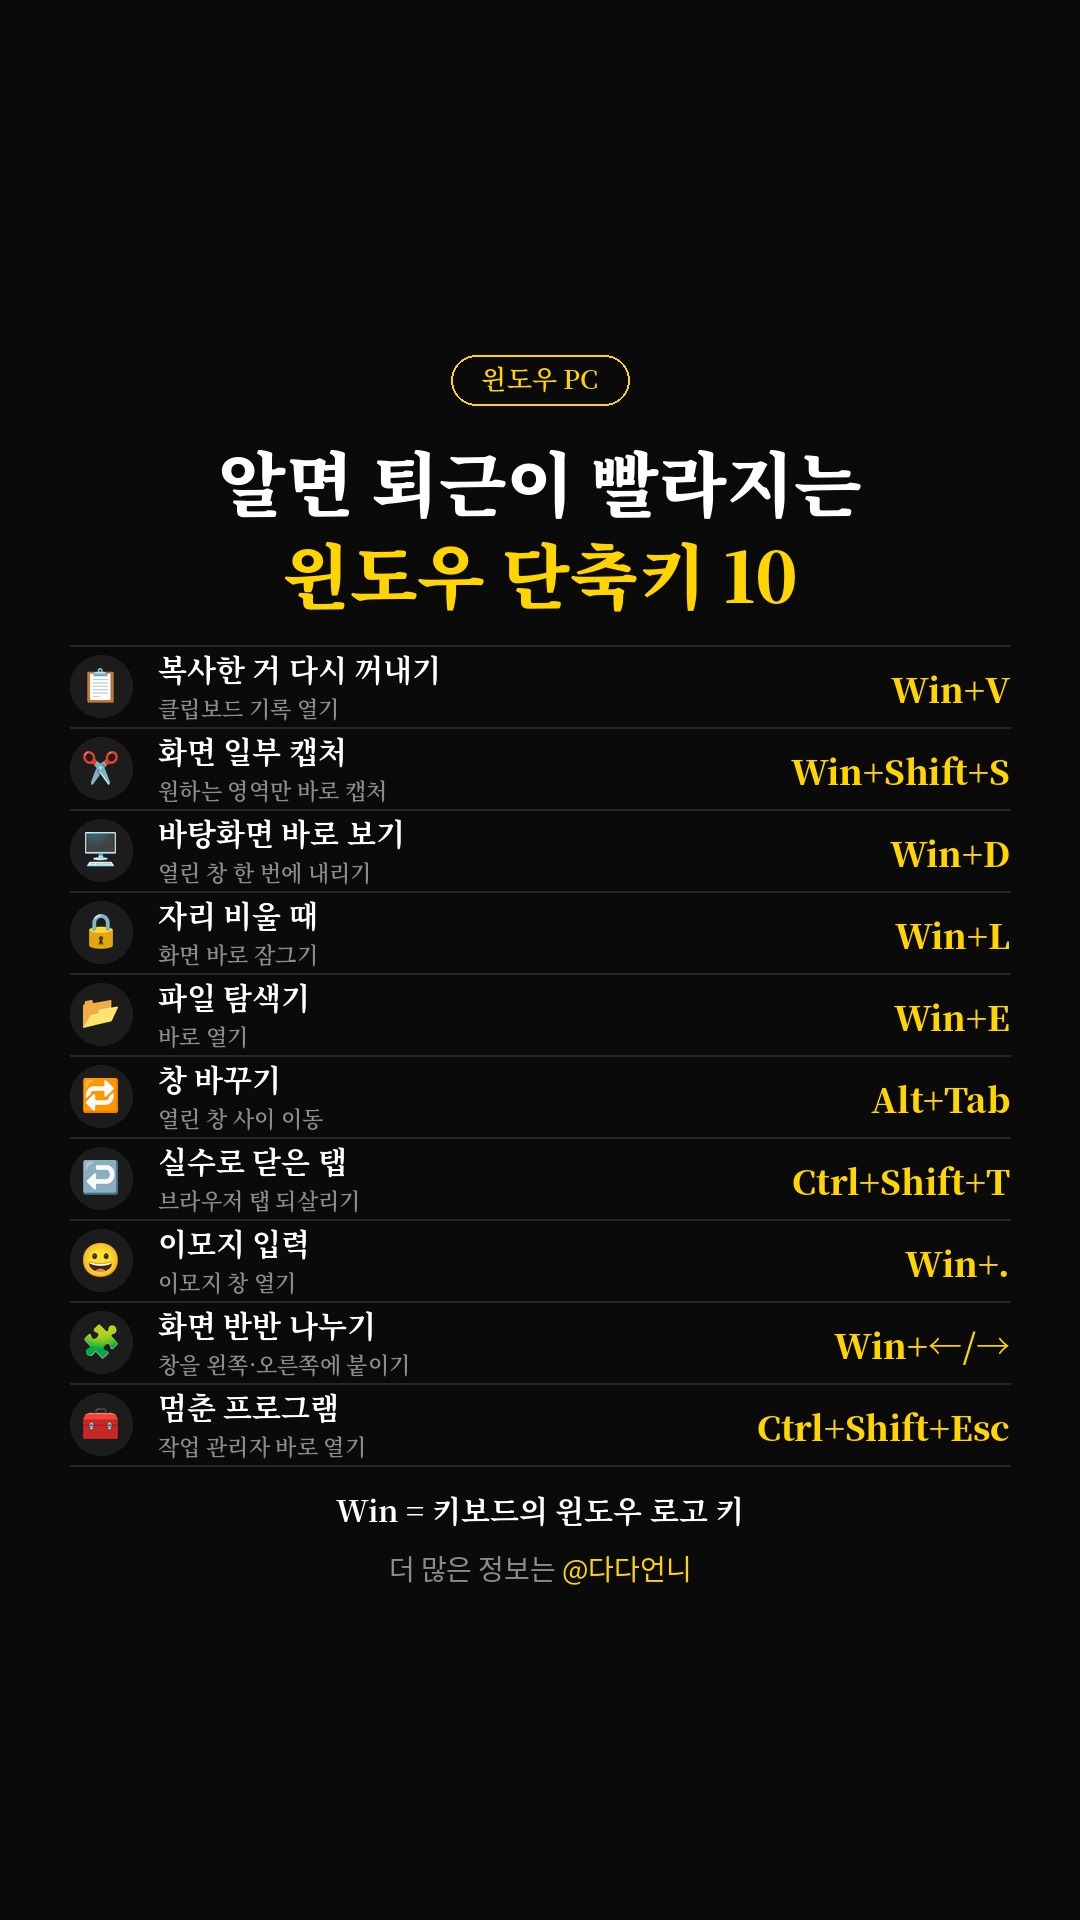 윈도우 PC
알면 퇴근이 빨라지는
윈도우 단축키 10
복사한 거 다시 꺼내기
클립보드 기록 열기
Win+V
화면 일부 캡처
원하는 영역만 바로 캡처
Win+Shift+S
바탕화면 바로 보기
열린 창 한 번에 내리기
Win+D
자리 비울 때
화면 바로 잠그기
Win+L
파일 탐색기
바로 열기
Win+E
창 바꾸기
열린 창 사이 이동
Alt+Tab
실수로 닫은 탭
브라우저 탭 되살리기
Ctrl+Shift+T
이모지 입력
이모지 창 열기
Win+.
화면 반반 나누기
창을 왼쪽·오른쪽에 붙이기
Win+←/→
멈춘 프로그램
작업 관리자 바로 열기
Ctrl+Shift+Esc
Win = 키보드의 윈도우 로고 키
더 많은 정보는 @다다언니